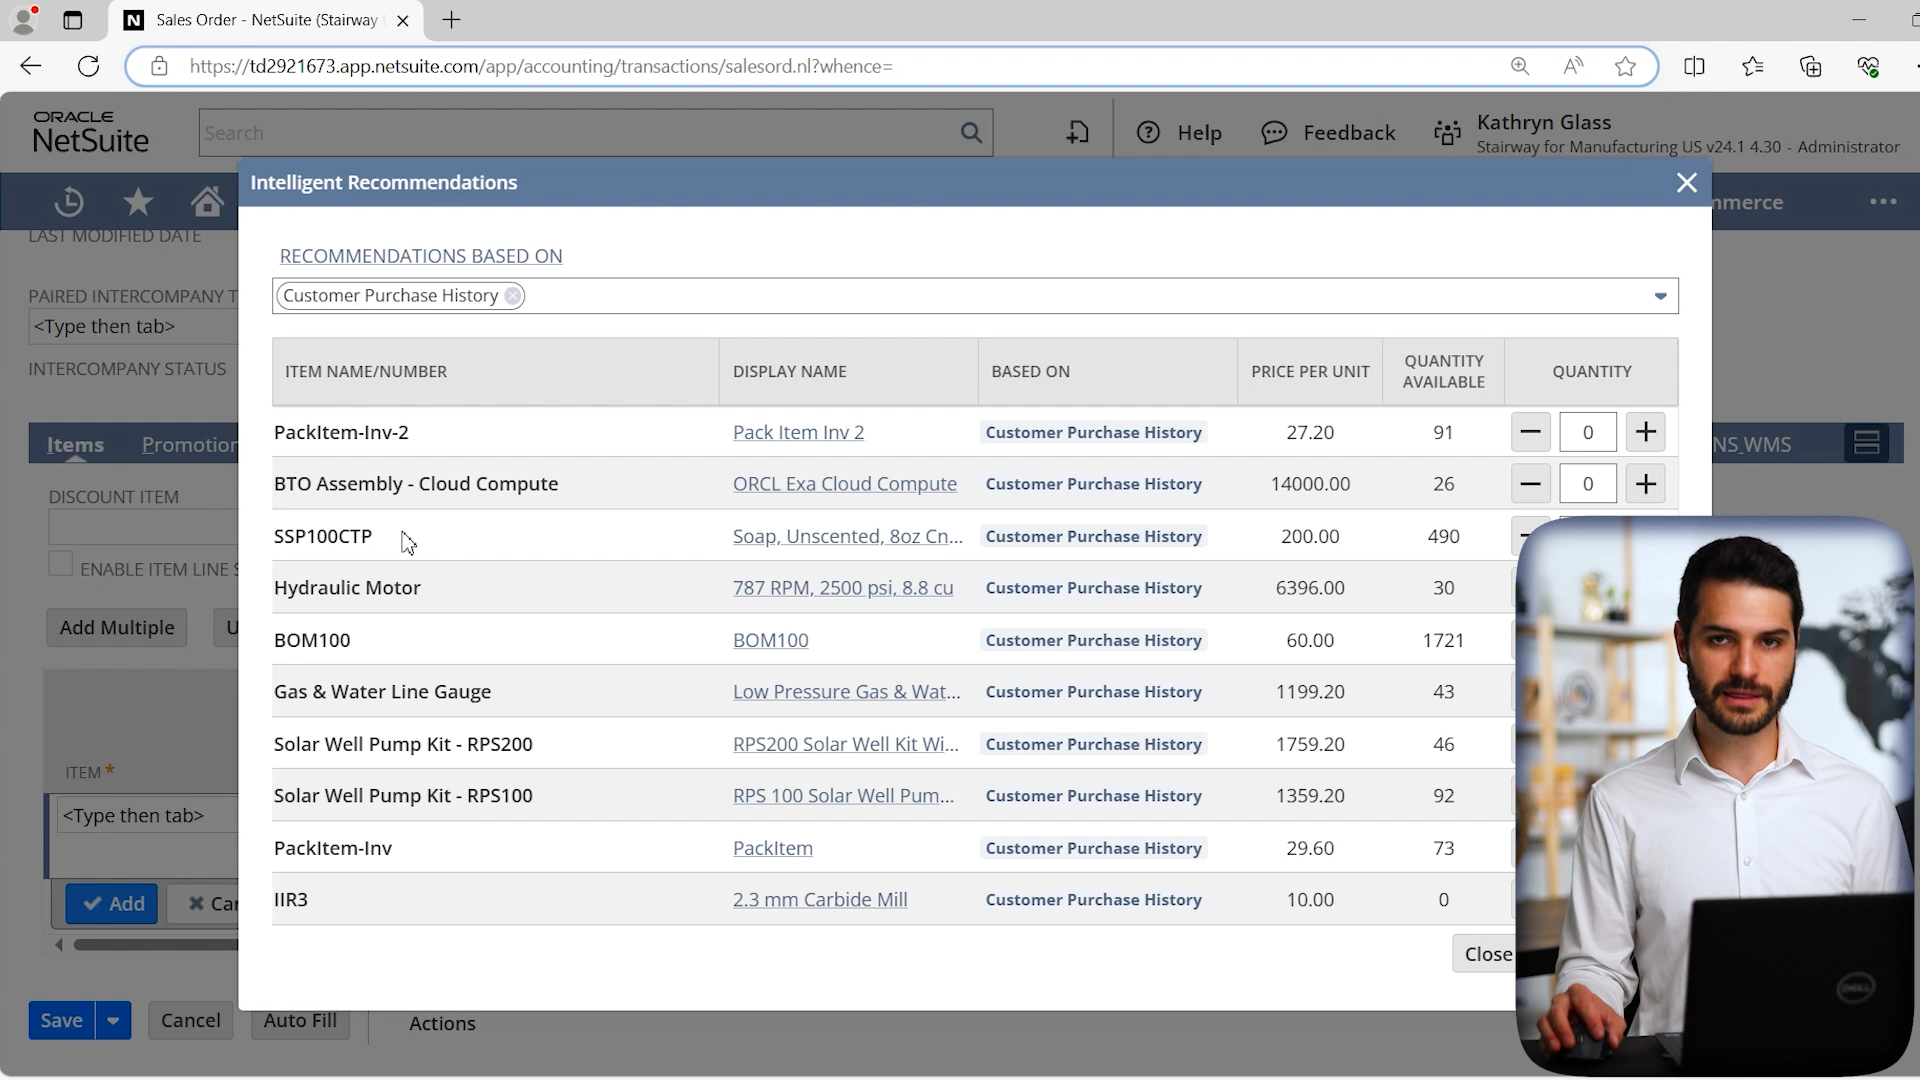 Sales Order - NetSuite (Stairway
https://td2921673.app.netsuite.com/app/accounting/transactions/salesord.nl?whence=
ORACLE
NetSuite
Search
Help
Feedback
Kathryn Glass
Stairway for Manufacturing US v24.1 4.30 - Administrator
mmerce
LAST MODIFIED DATE
PAIRED INTERCOMPANY T
<Type then tab>
INTERCOMPANY STATUS
Items
Promotion
NS_WMS
DISCOUNT ITEM
ENABLE ITEM LINE S
Add Multiple
U
ITEM *
<Type then tab>
Add
Car
Save
Cancel
Auto Fill
Actions
Intelligent Recommendations
RECOMMENDATIONS BASED ON
Customer Purchase History
ITEM NAME/NUMBER DISPLAY NAME BASED ON PRICE PER UNIT QUANTITY AVAILABLE QUANTITY
PackItem-Inv-2 Pack Item Inv 2 Customer Purchase History 27.20 91 0
BTO Assembly - Cloud Compute ORCL Exa Cloud Compute Customer Purchase History 14000.00 26 0
SSP100CTP Soap, Unscented, 8oz Cn... Customer Purchase History 200.00 490
Hydraulic Motor 787 RPM, 2500 psi, 8.8 cu Customer Purchase History 6396.00 30
BOM100 BOM100 Customer Purchase History 60.00 1721
Gas & Water Line Gauge Low Pressure Gas & Wat... Customer Purchase History 1199.20 43
Solar Well Pump Kit - RPS200 RPS200 Solar Well Kit Wi... Customer Purchase History 1759.20 46
Solar Well Pump Kit - RPS100 RPS 100 Solar Well Pum... Customer Purchase History 1359.20 92
PackItem-Inv PackItem Customer Purchase History 29.60 73
IIR3 2.3 mm Carbide Mill Customer Purchase History 10.00 0
Close
DELL